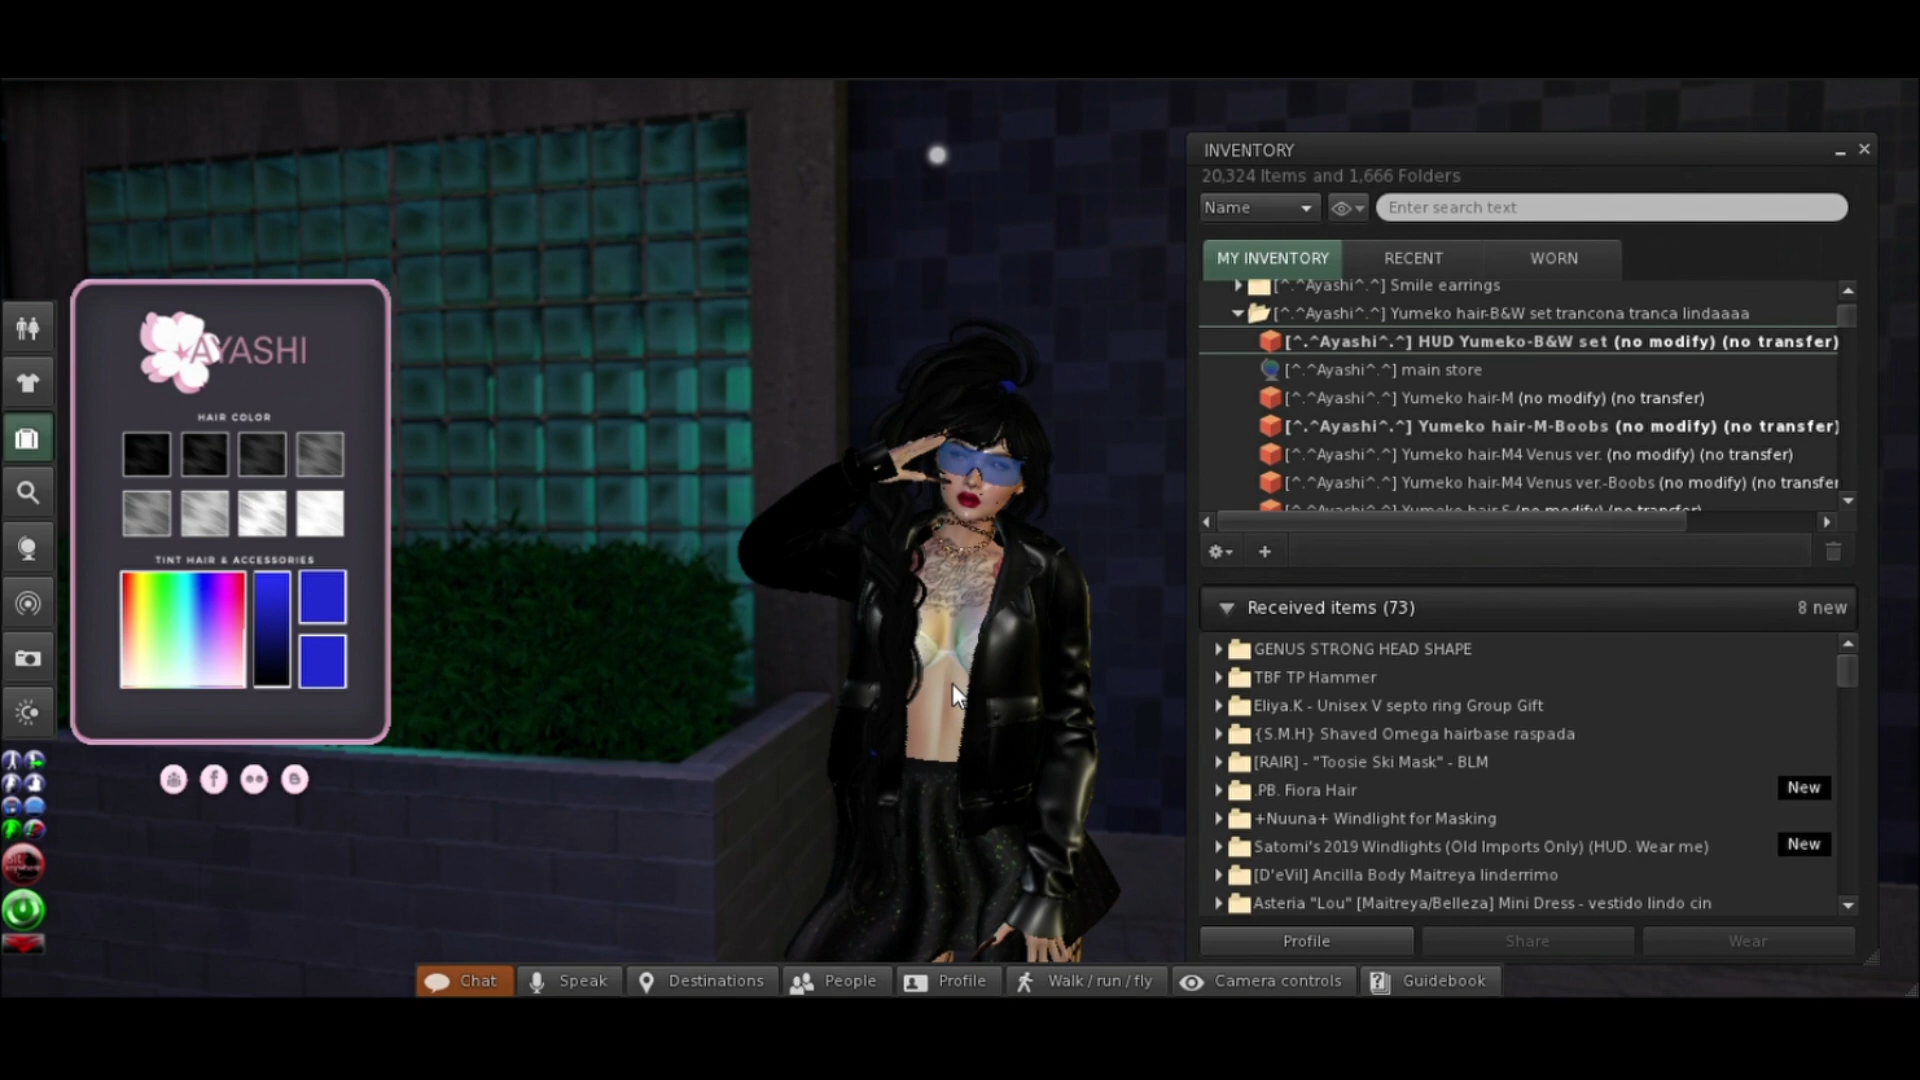 AYASHI
HAIR COLOR
TINT HAIR & ACCESSORIES
INVENTORY
20,324 Items and 1,666 Folders
Name
Enter search text
MY INVENTORY
RECENT
WORN
[^.^Ayashi^.^] Smile earrings
[^.^Ayashi^.^] Yumeko hair-B&W set trancona tranca lindaaaa
[^.^Ayashi^.^] HUD Yumeko-B&W set (no modify) (no transfer)
[^.^Ayashi^.^] main store
[^.^Ayashi^.^] Yumeko hair-M (no modify) (no transfer)
[^.^Ayashi^.^] Yumeko hair-M-Boobs (no modify) (no transfer)
[^.^Ayashi^.^] Yumeko hair-M4 Venus ver. (no modify) (no transfer)
[^.^Ayashi^.^] Yumeko hair-M4 Venus ver.-Boobs (no modify) (no transfer
[^.^Ayashi^.^] Yumeko hair-S (no modify) (no transfer)
Received items (73)
8 new
GENUS STRONG HEAD SHAPE
TBF TP Hammer
Eliya.K - Unisex V septo ring Group Gift
{S.M.H} Shaved Omega hairbase raspada
[RAIR] - "Toosie Ski Mask" - BLM
.PB. Fiora Hair
New
+Nuuna+ Windlight for Masking
Satomi's 2019 Windlights (Old Imports Only) (HUD. Wear me)
New
[D'eVil] Ancilla Body Maitreya linderrimo
Asteria "Lou" [Maitreya/Belleza] Mini Dress - vestido lindo cin
Profile
Share
Wear
Chat
Speak
Destinations
People
Profile
Walk / run / fly
Camera controls
Guidebook